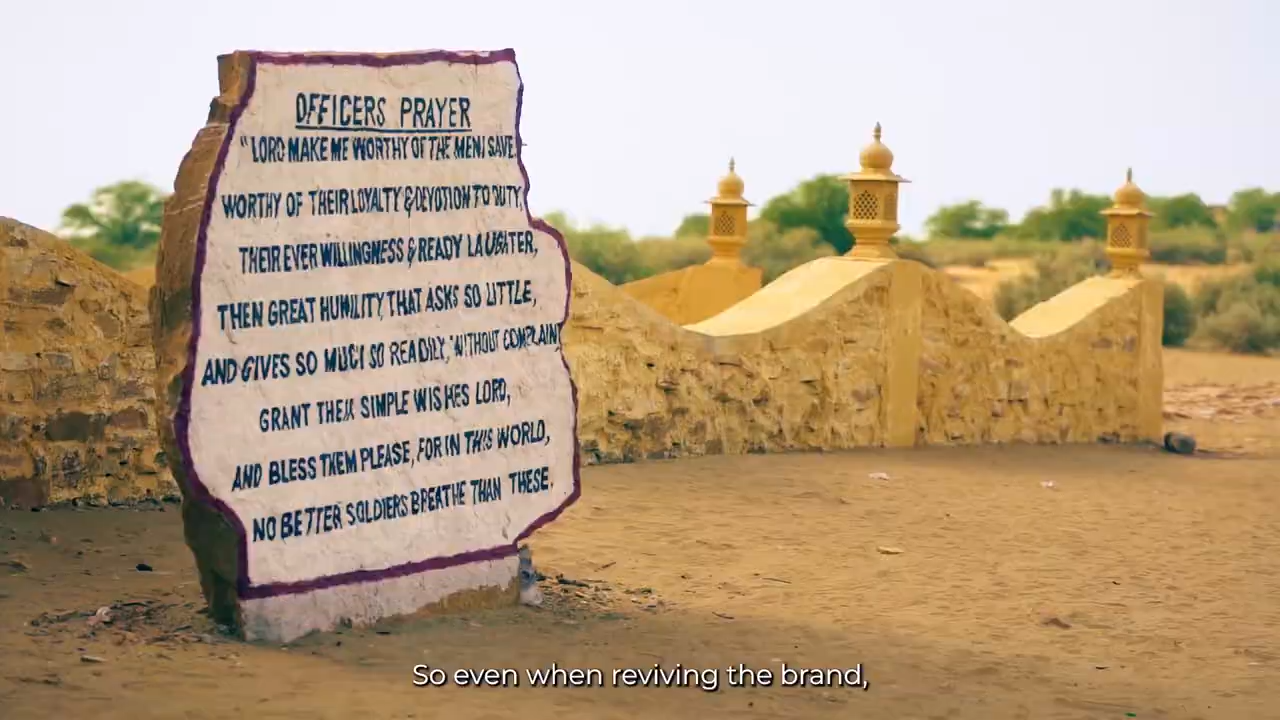 OFFICERS PRAYER
"LORD MAKE ME WORTHY OF THE MEN I SAVE
WORTHY OF THEIR LOYALTY & DEVOTION TO DUTY,
THEIR EVER WILLINGNESS & READY LAUGHTER,
THEN GREAT HUMILITY, THAT ASKS SO LITTLE,
AND GIVES SO MUCH SO READILY, WITHOUT COMPLAINT
GRANT THEIR SIMPLE WISHES LORD,
AND BLESS THEM PLEASE, FOR IN THIS WORLD,
NO BETTER SOLDIERS BREATHE THAN THESE.
So even when reviving the brand,